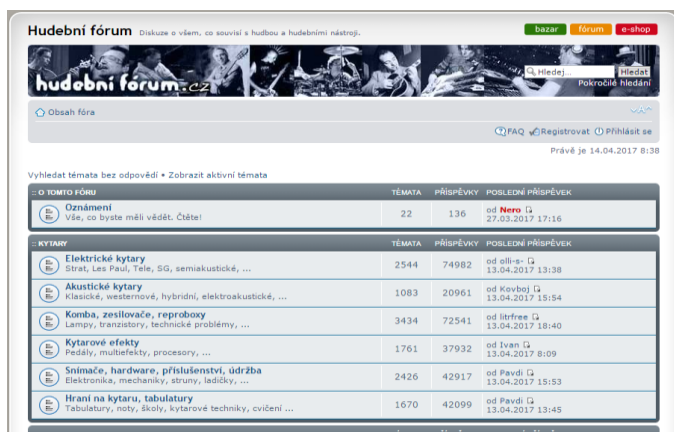 Hudební fórum Diskuze o všem, co souvisí s hudbou a hudebními nástroji. bazar fórum e-shop
hudební fórum.cz
Hledej... Hledat
Pokročilé hledání
Obsah fóra
FAQ Registrovat Přihlásit se
Právě je 14.04.2017 8:38
Vyhledat témata bez odpovědí • Zobrazit aktivní témata
:: O TOMTO FÓRU TÉMATA PŘÍSPĚVKY POSLEDNÍ PŘÍSPĚVEK
Oznámení
Vše, co byste měli vědět. Čtěte!
22 136
od Nero
27.03.2017 17:16
:: KYTARY TÉMATA PŘÍSPĚVKY POSLEDNÍ PŘÍSPĚVEK
Elektrické kytary
Strat, Les Paul, Tele, SG, semiakustické, ...
2544 74982
od olli-s-
13.04.2017 13:38
Akustické kytary
Klasické, westernové, hybridní, elektroakustické, ...
1083 20961
od Kovboj
13.04.2017 15:54
Komba, zesilovače, reproboxy
Lampy, tranzistory, technické problémy, ...
3434 72541
od litrfree
13.04.2017 18:40
Kytarové efekty
Pedály, multiefekty, procesory, ...
1761 37932
od Ivan
13.04.2017 8:09
Snímače, hardware, příslušenství, údržba
Elektronika, mechaniky, struny, ladičky, ...
2426 42917
od Pavdi
13.04.2017 15:53
Hraní na kytaru, tabulatury
Tabulatury, noty, školy, kytarové techniky, cvičení ...
1670 42099
od Pavdi
13.04.2017 13:45